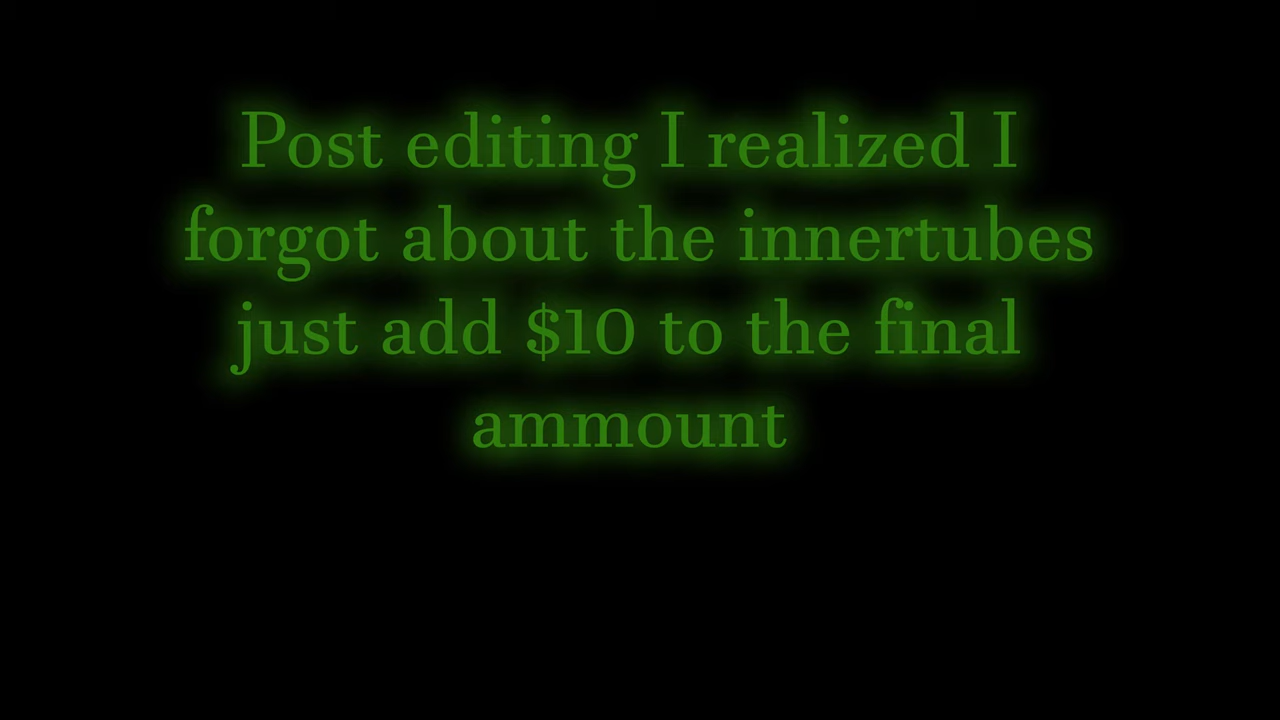 Post editing I realized I
forgot about the innertubes
just add $10 to the final
ammount